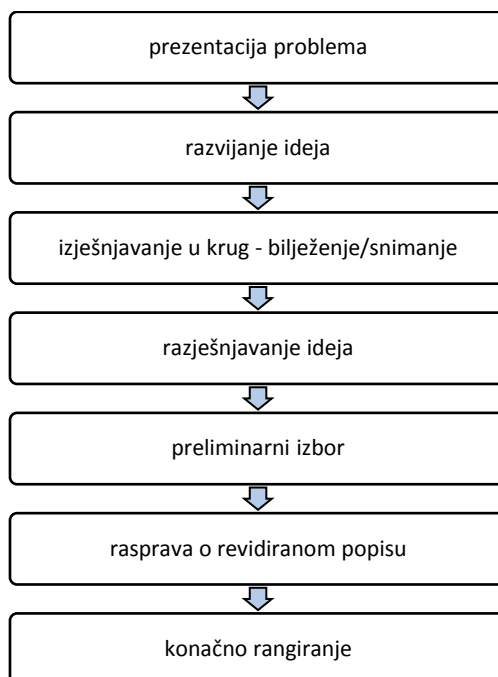 prezentacija problema
razvijanje ideja
izješnjavanje u krug - bilježenje/snimanje
razješnjavanje ideja
preliminarni izbor
rasprava o revidiranom popisu
konačno rangiranje